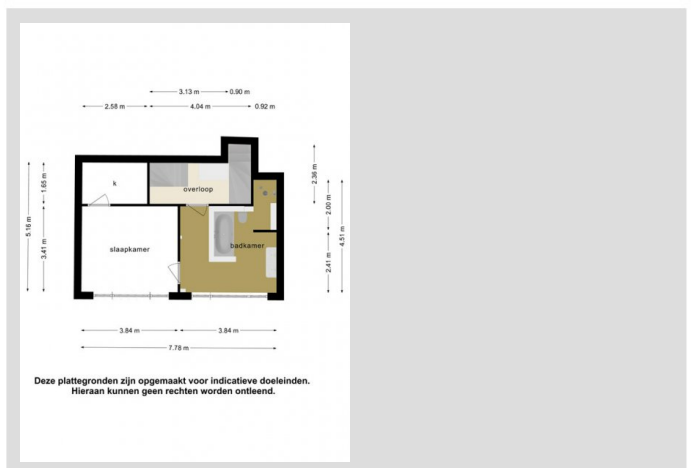 3.13 m
0.90 m
2.58 m
4.04 m
0.92 m
k
overloop
slaapkamer
badkamer
5.16 m
1.65 m
3.41 m
2.36 m
2.00 m
2.41 m
4.51 m
3.84 m
3.84 m
7.78 m
Deze plattegronden zijn opgemaakt voor indicatieve doeleinden.
Hieraan kunnen geen rechten worden ontleend.